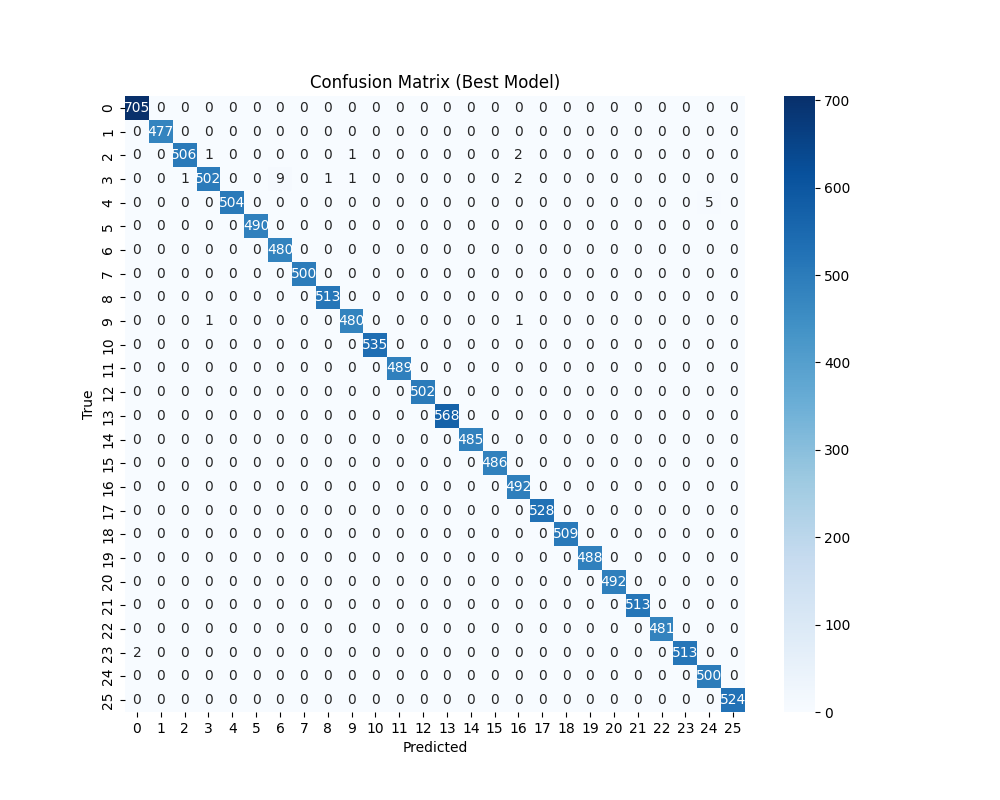 Confusion Matrix (Best Model)
0 705 0 0 0 0 0 0 0 0 0 0 0 0 0 0 0 0 0 0 0 0 0 0 0 0 0
1 0 477 0 0 0 0 0 0 0 0 0 0 0 0 0 0 0 0 0 0 0 0 0 0 0 0
2 0 0 506 1 0 0 0 0 0 1 0 0 0 0 0 0 2 0 0 0 0 0 0 0 0 0
3 0 0 1 502 0 0 9 0 1 1 0 0 0 0 0 0 2 0 0 0 0 0 0 0 0 0
4 0 0 0 0 504 0 0 0 0 0 0 0 0 0 0 0 0 0 0 0 0 0 0 0 5 0
5 0 0 0 0 0 490 0 0 0 0 0 0 0 0 0 0 0 0 0 0 0 0 0 0 0 0
6 0 0 0 0 0 0 480 0 0 0 0 0 0 0 0 0 0 0 0 0 0 0 0 0 0 0
7 0 0 0 0 0 0 0 500 0 0 0 0 0 0 0 0 0 0 0 0 0 0 0 0 0 0
8 0 0 0 0 0 0 0 0 513 0 0 0 0 0 0 0 0 0 0 0 0 0 0 0 0 0
9 0 0 0 1 0 0 0 0 0 480 0 0 0 0 0 0 1 0 0 0 0 0 0 0 0 0
10 0 0 0 0 0 0 0 0 0 0 535 0 0 0 0 0 0 0 0 0 0 0 0 0 0 0
11 0 0 0 0 0 0 0 0 0 0 0 489 0 0 0 0 0 0 0 0 0 0 0 0 0 0
12 0 0 0 0 0 0 0 0 0 0 0 0 502 0 0 0 0 0 0 0 0 0 0 0 0 0
13 0 0 0 0 0 0 0 0 0 0 0 0 0 568 0 0 0 0 0 0 0 0 0 0 0 0
14 0 0 0 0 0 0 0 0 0 0 0 0 0 0 485 0 0 0 0 0 0 0 0 0 0 0
15 0 0 0 0 0 0 0 0 0 0 0 0 0 0 0 486 0 0 0 0 0 0 0 0 0 0
16 0 0 0 0 0 0 0 0 0 0 0 0 0 0 0 0 492 0 0 0 0 0 0 0 0 0
17 0 0 0 0 0 0 0 0 0 0 0 0 0 0 0 0 0 528 0 0 0 0 0 0 0 0
18 0 0 0 0 0 0 0 0 0 0 0 0 0 0 0 0 0 0 509 0 0 0 0 0 0 0
19 0 0 0 0 0 0 0 0 0 0 0 0 0 0 0 0 0 0 0 488 0 0 0 0 0 0
20 0 0 0 0 0 0 0 0 0 0 0 0 0 0 0 0 0 0 0 0 492 0 0 0 0 0
21 0 0 0 0 0 0 0 0 0 0 0 0 0 0 0 0 0 0 0 0 0 513 0 0 0 0
22 0 0 0 0 0 0 0 0 0 0 0 0 0 0 0 0 0 0 0 0 0 0 481 0 0 0
23 2 0 0 0 0 0 0 0 0 0 0 0 0 0 0 0 0 0 0 0 0 0 0 513 0 0
24 0 0 0 0 0 0 0 0 0 0 0 0 0 0 0 0 0 0 0 0 0 0 0 0 500 0
25 0 0 0 0 0 0 0 0 0 0 0 0 0 0 0 0 0 0 0 0 0 0 0 0 0 524
0 1 2 3 4 5 6 7 8 9 10 11 12 13 14 15 16 17 18 19 20 21 22 23 24 25
Predicted
True
700
600
500
400
300
200
100
0